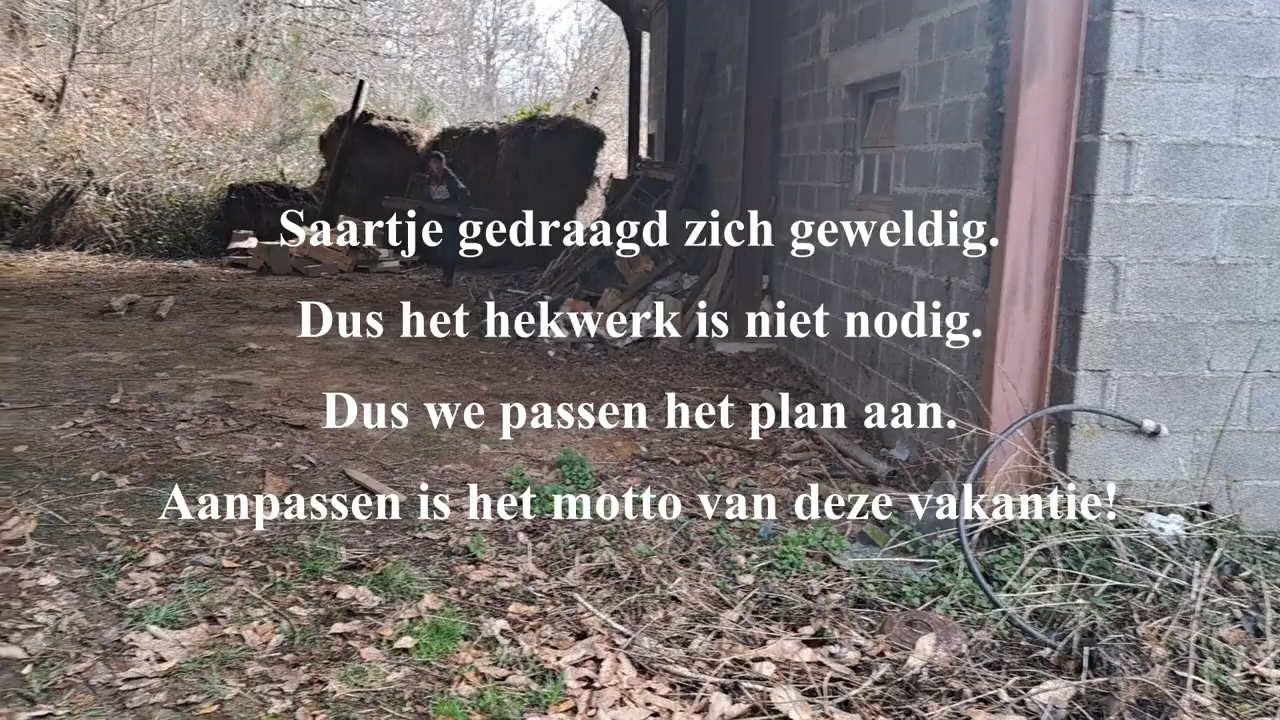 Saartje gedraagd zich geweldig.
Dus het hekwerk is niet nodig.
Dus we passen het plan aan.
Aanpassen is het motto van deze vakantie!